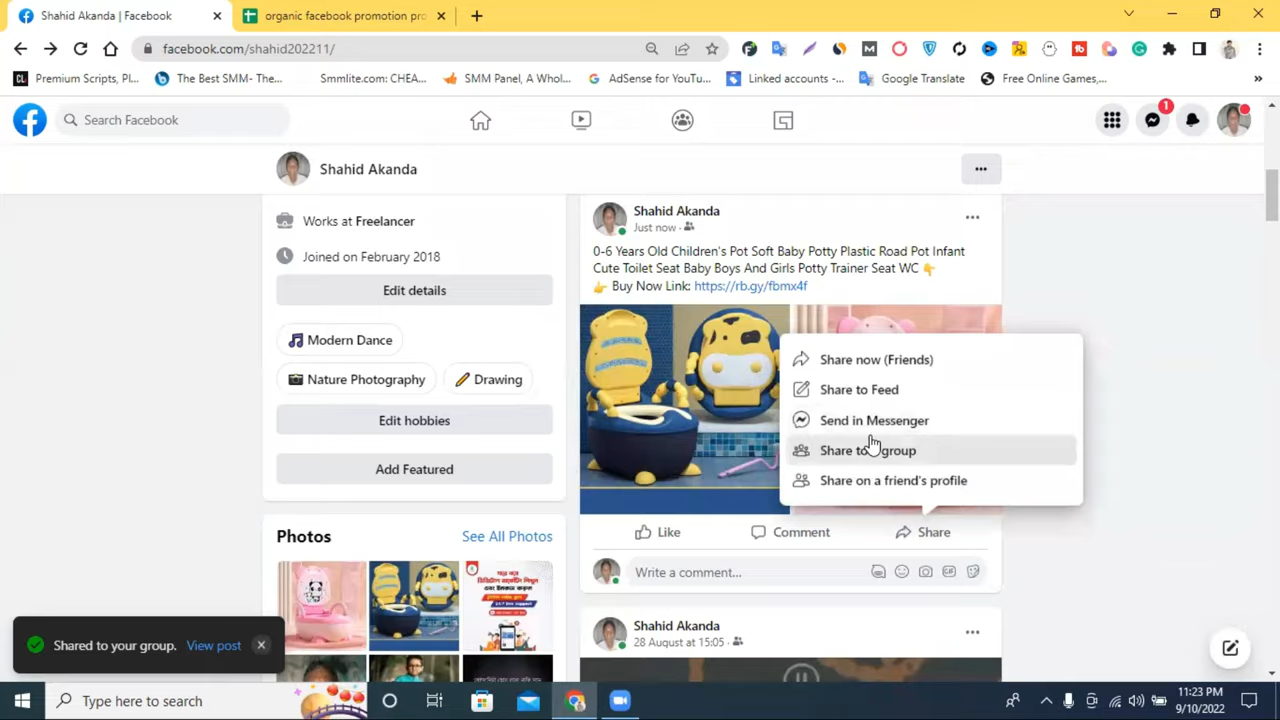 Shahid Akanda | Facebook
organic facebook promotion pro
facebook.com/shahid202211/
Premium Scripts, Pl...
The Best SMM- The...
Smmlite.com: CHEA...
SMM Panel, A Whol...
AdSense for YouTu...
Linked accounts -...
Google Translate
Free Online Games,...
Search Facebook
1
Shahid Akanda
Works at Freelancer
Joined on February 2018
Edit details
Modern Dance
Nature Photography
Drawing
Edit hobbies
Add Featured
Photos
See All Photos
Shahid Akanda
Just now
0-6 Years Old Children's Pot Soft Baby Potty Plastic Road Pot Infant
Cute Toilet Seat Baby Boys And Girls Potty Trainer Seat WC
Buy Now Link: https://rb.gy/fbmx4f
Share now (Friends)
Share to Feed
Send in Messenger
Share to group
Share on a friend's profile
Like
Comment
Share
Write a comment...
GIF
Shahid Akanda
28 August at 15:05
Shared to your group.
View post
Type here to search
11:23 PM
9/10/2022